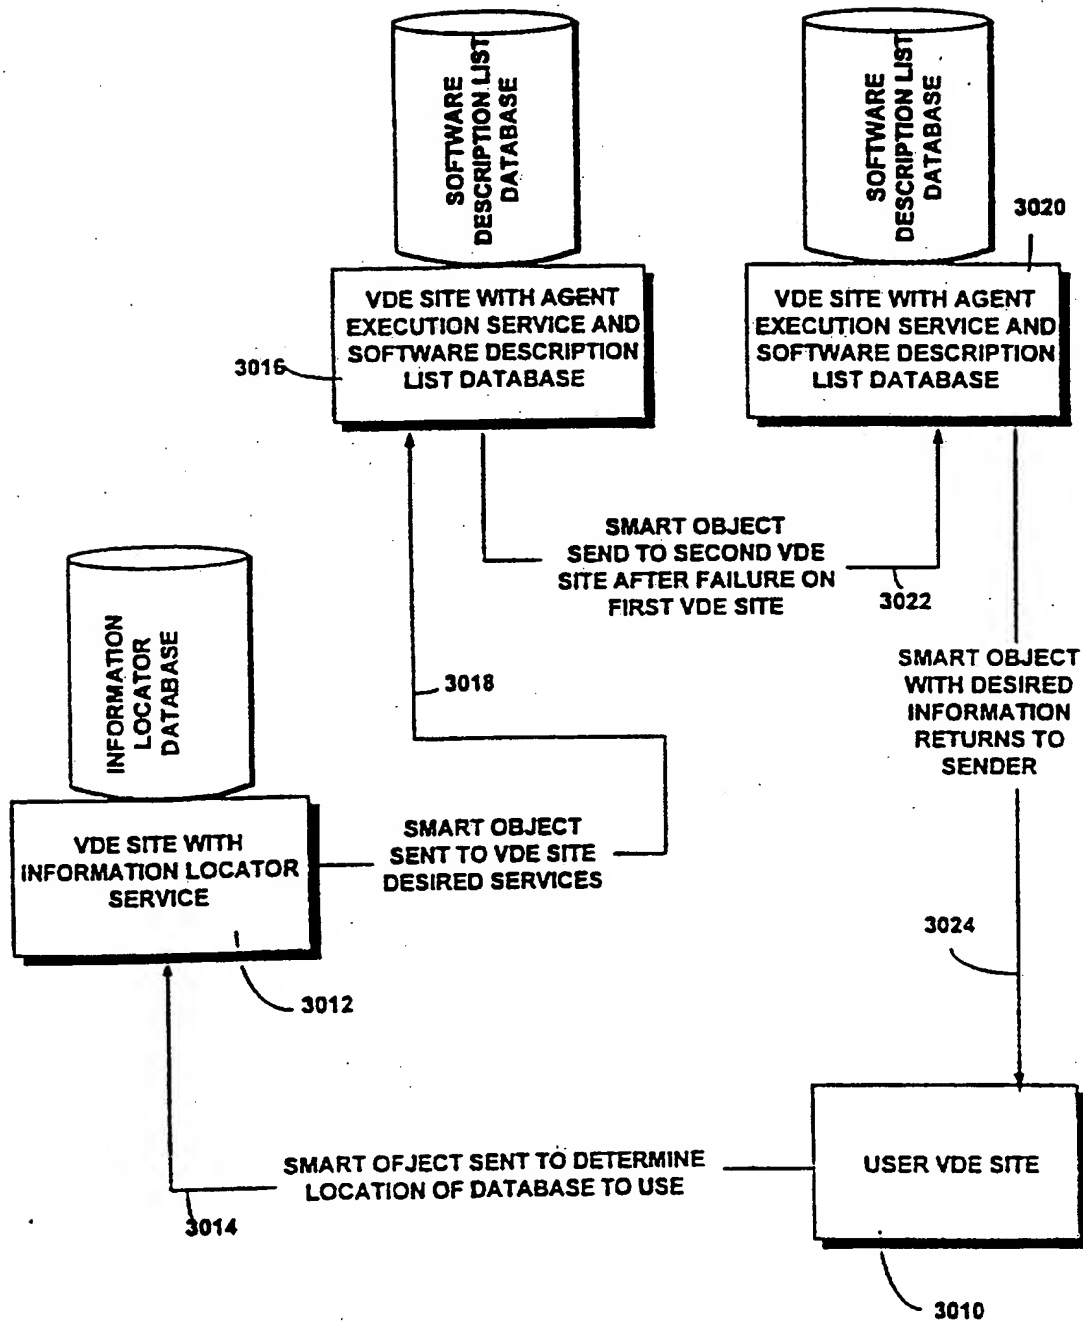 SOFTWARE
DESCRIPTION LIST
DATABASE
SOFTWARE
DESCRIPTION LIST
DATABASE
3020
VDE SITE WITH AGENT
EXECUTION SERVICE AND
SOFTWARE DESCRIPTION
LIST DATABASE
VDE SITE WITH AGENT
EXECUTION SERVICE AND
SOFTWARE DESCRIPTION
LIST DATABASE
3016
SMART OBJECT
SEND TO SECOND VDE
SITE AFTER FAILURE ON
FIRST VDE SITE
3022
INFORMATION
LOCATOR
DATABASE
3018
SMART OBJECT
WITH DESIRED
INFORMATION
RETURNS TO
SENDER
VDE SITE WITH
INFORMATION LOCATOR
SERVICE
SMART OBJECT
SENT TO VDE SITE
DESIRED SERVICES
3024
3012
SMART OFJECT SENT TO DETERMINE
LOCATION OF DATABASE TO USE
USER VDE SITE
3014
3010